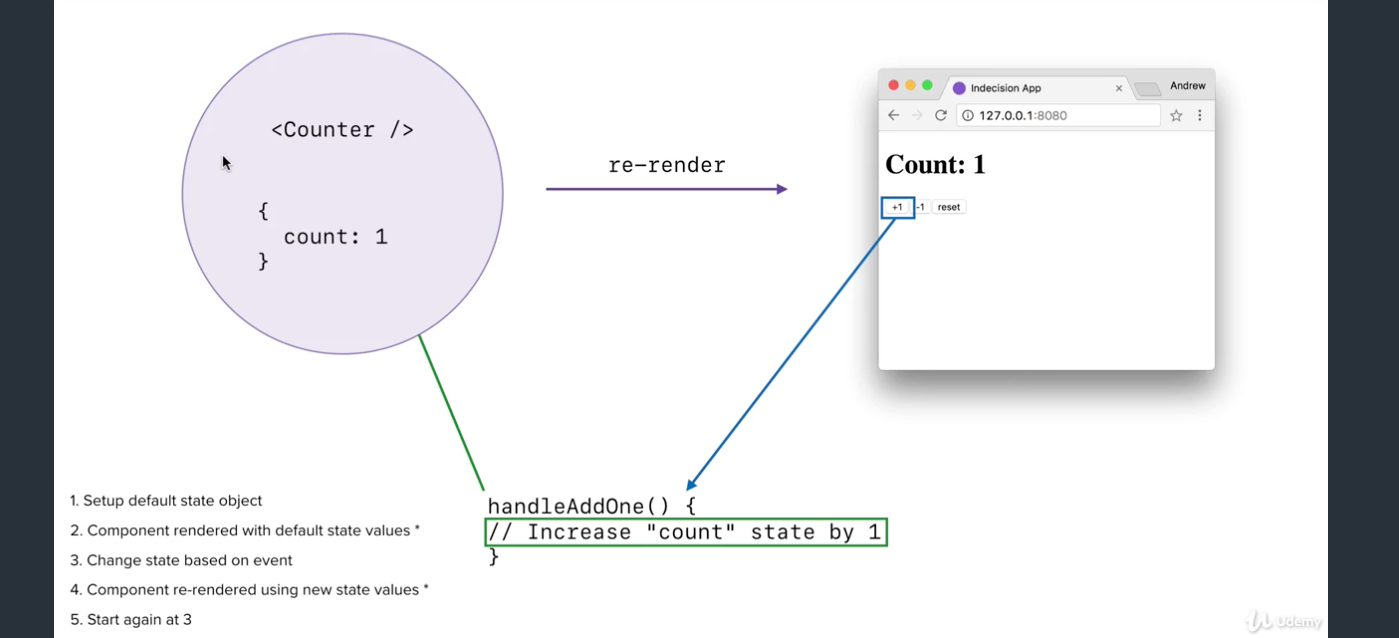 <Counter />
{
count: 1
}
re-render
Indecision App
Andrew
127.0.0.1:8080
Count: 1
+1 -1 reset
handleAddOne() {
// Increase "count" state by 1
}
1. Setup default state object
2. Component rendered with default state values *
3. Change state based on event
4. Component re-rendered using new state values *
5. Start again at 3
Udemy